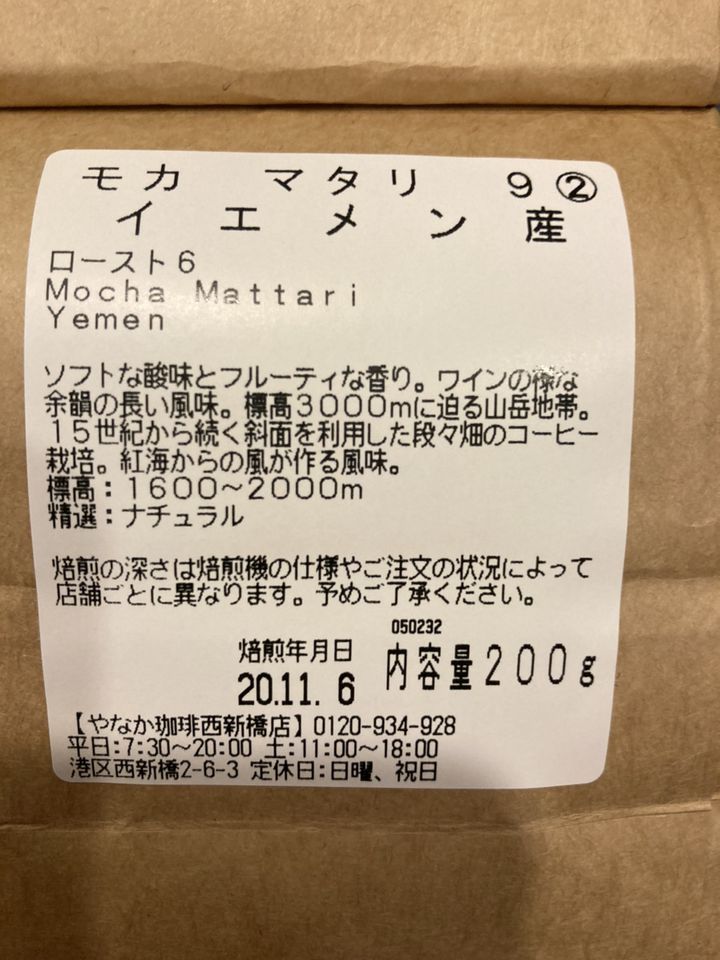 モカ マタリ 9②
イエメン産
ロースト6
Mocha Mattari
Yemen
ソフトな酸味とフルーティな香り。ワインの様な
余韻の長い風味。標高3000mに迫る山岳地帯。
15世紀から続く斜面を利用した段々畑のコーヒー
栽培。紅海からの風が作る風味。
標高：1600～2000m
精選：ナチュラル
焙煎の深さは焙煎機の仕様やご注文の状況によって
店舗ごとに異なります。予めご了承ください。
050232
焙煎年月日 内容量200g
20.11. 6
【やなか珈琲西新橋店】0120-934-928
平日:7:30～20:00 土:11:00～18:00
港区西新橋2-6-3 定休日:日曜、祝日